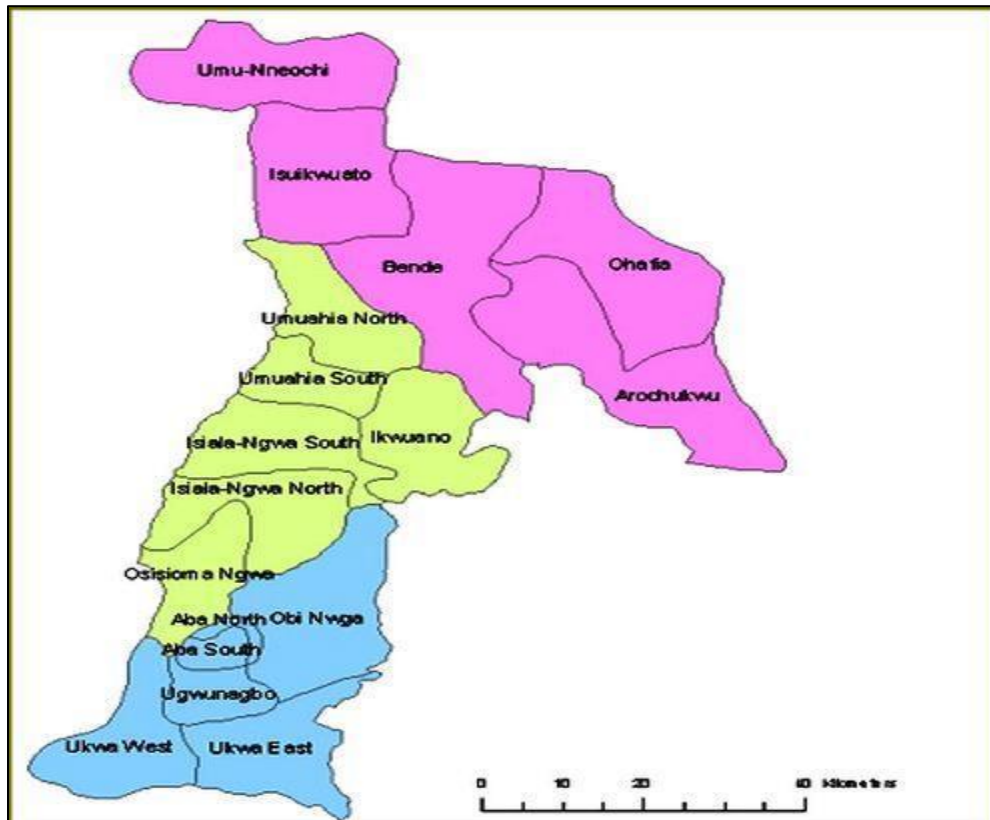 Umu-Nneochi
Isuikwuato
Bende
Ohafia
Umuahia North
Umuahia South
Arochukwu
Isiala-Ngwa South
Ikwuano
Isiala-Ngwa North
Osisioma Ngwa
Aba North
Obi Nwga
Aba South
Ugwunagbo
Ukwa West
Ukwa East
0 10 20 40 Kilometers